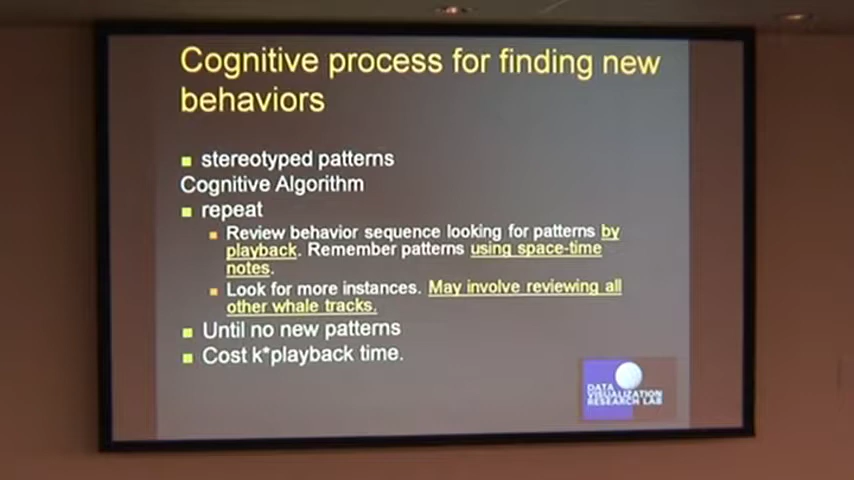 Cognitive process for finding new
behaviors
stereotyped patterns
Cognitive Algorithm
repeat
Review behavior sequence looking for patterns by
playback. Remember patterns using space-time
notes.
Look for more instances. May involve reviewing all
other whale tracks.
Until no new patterns
Cost k*playback time.
DATA
VISUALIZATION
RESEARCH LAB